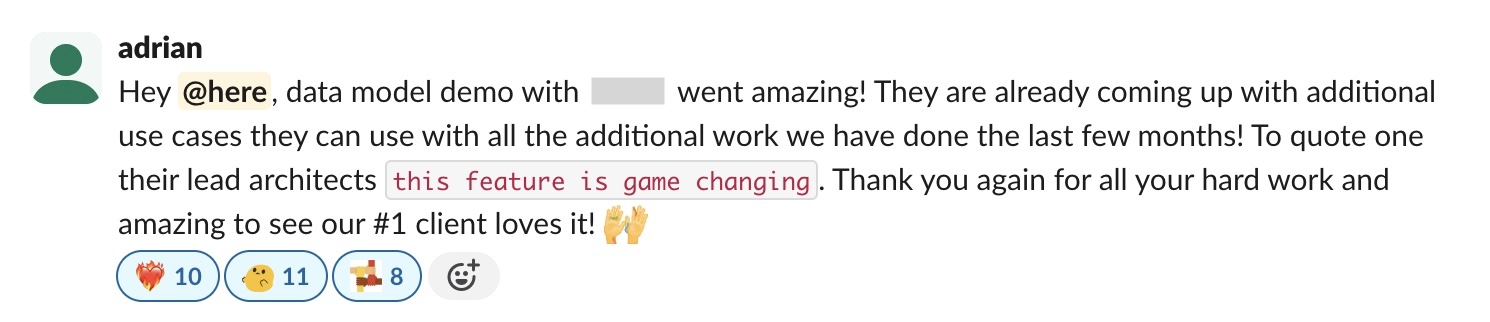 adrian
Hey @here, data model demo with went amazing! They are already coming up with additional
use cases they can use with all the additional work we have done the last few months! To quote one
their lead architects this feature is game changing. Thank you again for all your hard work and
amazing to see our #1 client loves it! 🙌
10 11 8